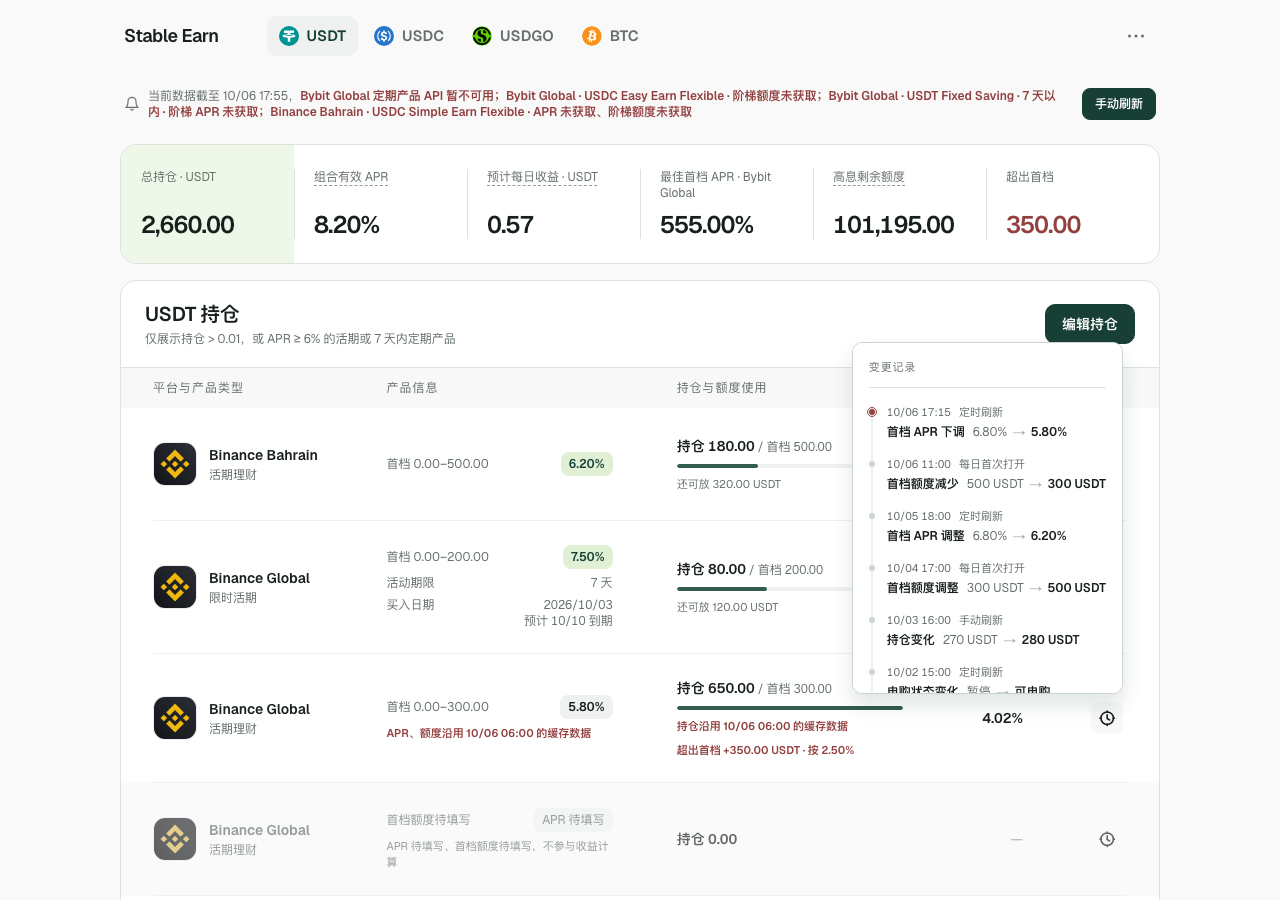 Stable Earn
USDT
USDC
USDGO
BTC
当前数据截至 10/06 17:55，Bybit Global 定期产品 API 暂不可用；Bybit Global · USDC Easy Earn Flexible · 阶梯额度未获取；Bybit Global · USDT Fixed Saving · 7 天以
内 · 阶梯 APR 未获取；Binance Bahrain · USDC Simple Earn Flexible · APR 未获取、阶梯额度未获取
手动刷新
总持仓 · USDT
2,660.00
组合有效 APR
8.20%
预计每日收益 · USDT
0.57
最佳首档 APR · Bybit
Global
555.00%
高息剩余额度
101,195.00
超出首档
350.00
USDT 持仓
仅展示持仓 > 0.01，或 APR ≥ 6% 的活期或 7 天内定期产品
编辑持仓
平台与产品类型
产品信息
持仓与额度使用
Binance Bahrain
活期理财
首档 0.00–500.00
6.20%
持仓 180.00 / 首档 500.00
还可放 320.00 USDT
Binance Global
限时活期
首档 0.00–200.00
7.50%
活动期限
7 天
买入日期
2026/10/03
预计 10/10 到期
持仓 80.00 / 首档 200.00
还可放 120.00 USDT
Binance Global
活期理财
首档 0.00–300.00
5.80%
APR、额度沿用 10/06 06:00 的缓存数据
持仓 650.00 / 首档 300.00
持仓沿用 10/06 06:00 的缓存数据
超出首档 +350.00 USDT · 按 2.50%
4.02%
变更记录
10/06 17:15 定时刷新
首档 APR 下调 6.80% → 5.80%
10/06 11:00 每日首次打开
首档额度减少 500 USDT → 300 USDT
10/05 18:00 定时刷新
首档 APR 调整 6.80% → 6.20%
10/04 17:00 每日首次打开
首档额度调整 300 USDT → 500 USDT
10/03 16:00 手动刷新
持仓变化 270 USDT → 280 USDT
10/02 15:00 定时刷新
申购状态变化 暂停 → 可申购
Binance Global
活期理财
首档额度待填写
APR 待填写
APR 待填写、首档额度待填写，不参与收益计
算
持仓 0.00
—